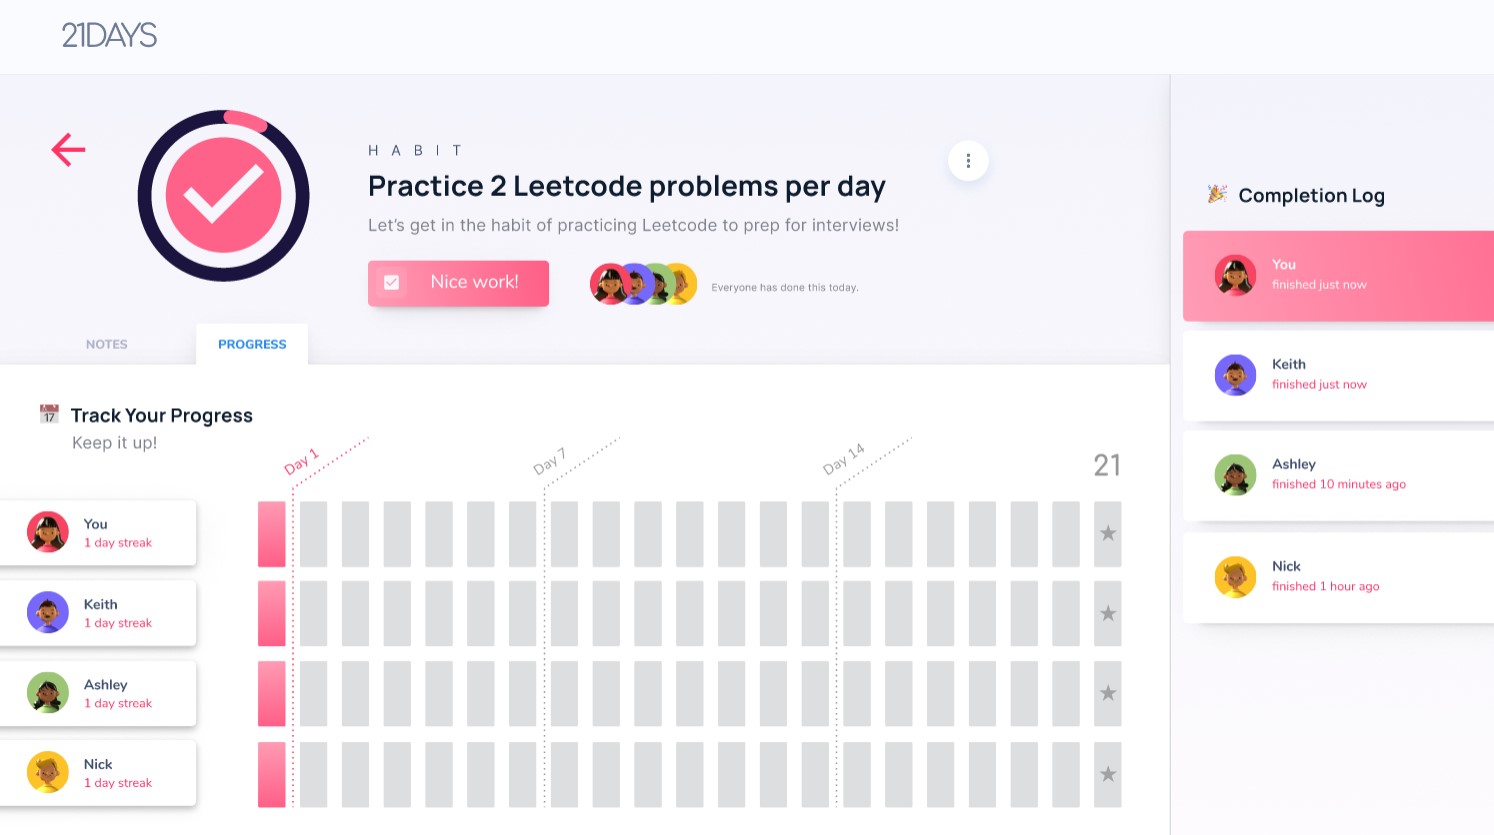 21DAYS
HABIT
Practice 2 Leetcode problems per day
Let's get in the habit of practicing Leetcode to prep for interviews!
Nice work!
Everyone has done this today.
NOTES
PROGRESS
17
Track Your Progress
Keep it up!
Day 1
Day 7
Day 14
21
You
1 day streak
Keith
1 day streak
Ashley
1 day streak
Nick
1 day streak
Completion Log
You
finished just now
Keith
finished just now
Ashley
finished 10 minutes ago
Nick
finished 1 hour ago